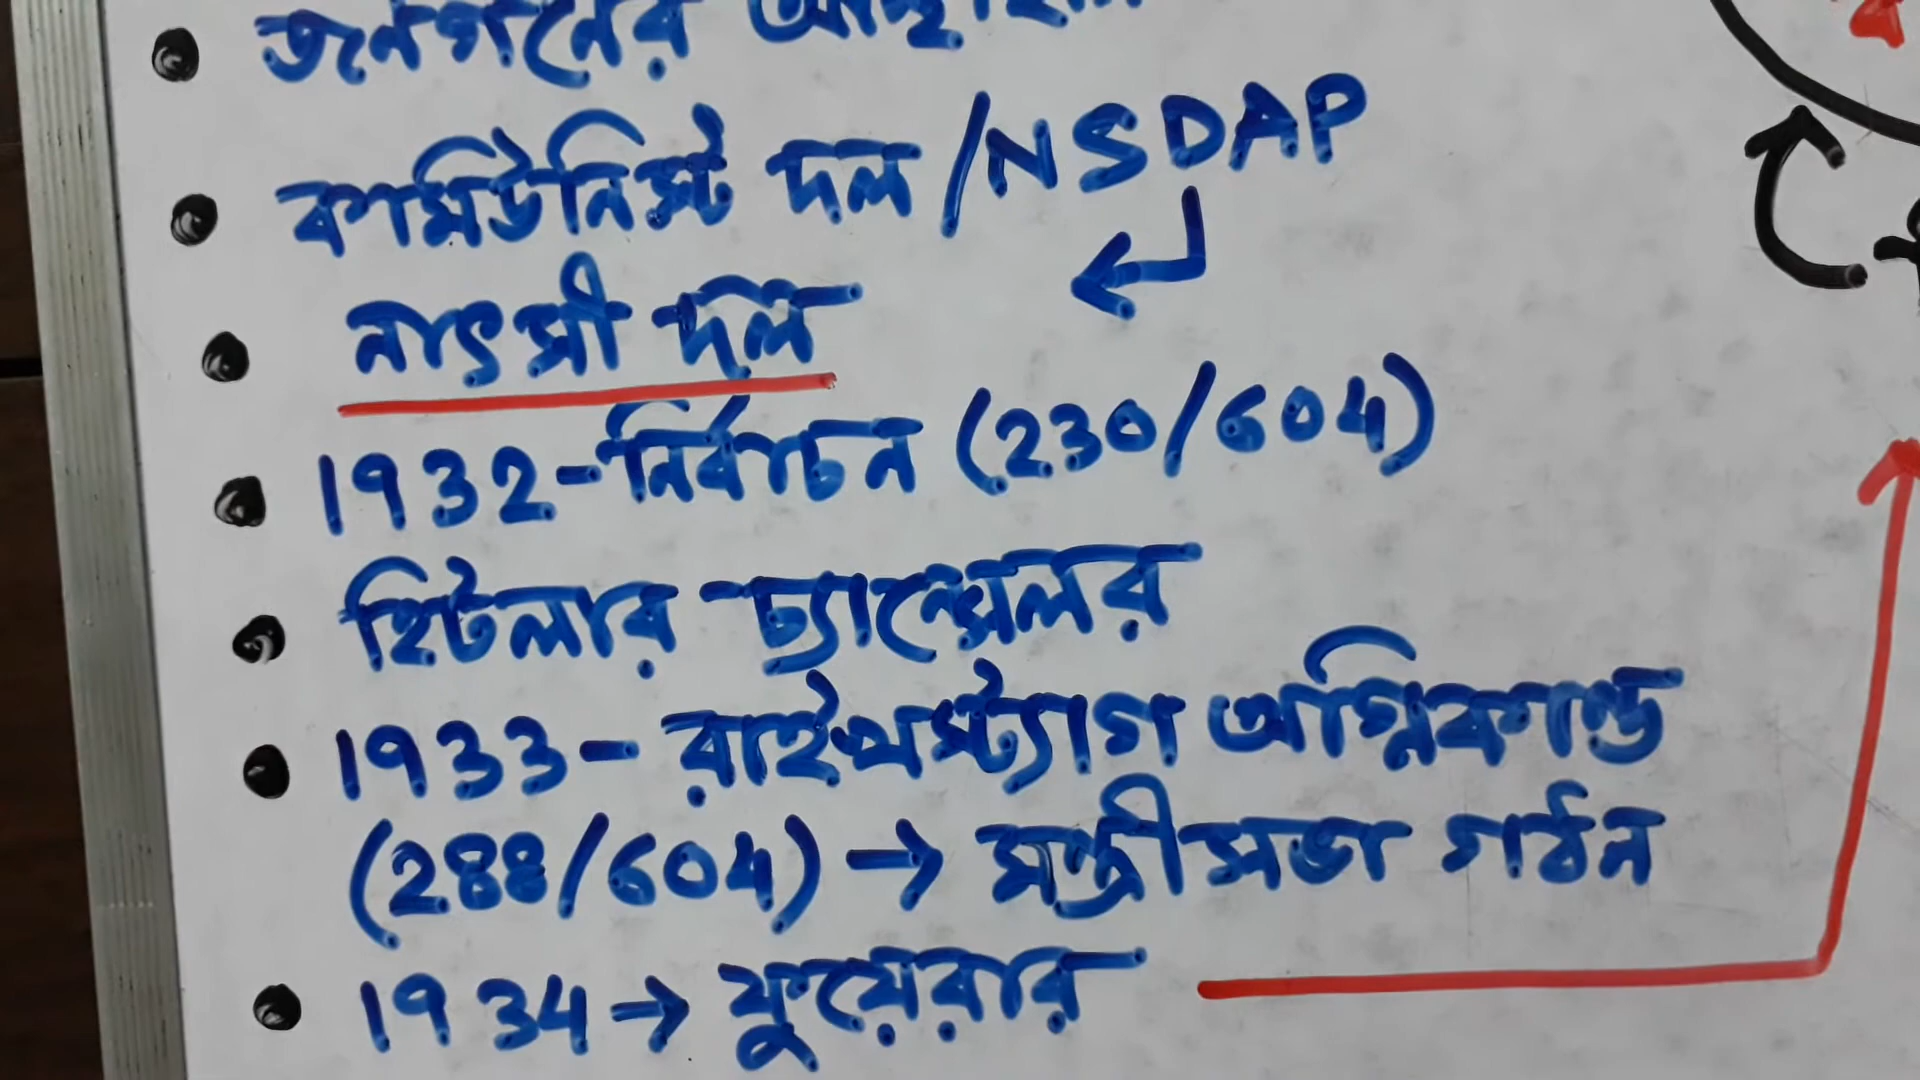 জনগনের
কমিউনিস্ট দল /NSDAP
নাৎসী দল
1932-নির্বাচন (230/604)
হিটলার চ্যান্সেলর
1933- রাইখস্ট্যাগ অগ্নিকান্ড
(288/604) → মন্ত্রীসভা গঠন
1934→ ফুয়েরার